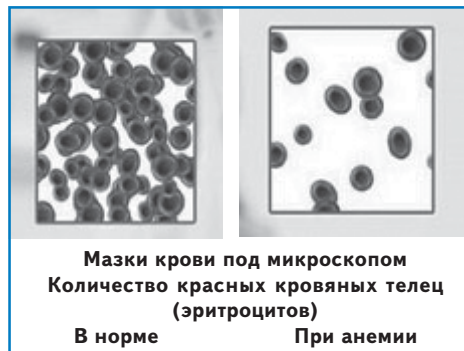 Мазки крови под микроскопом
Количество красных кровяных телец
(эритроцитов)
В норме При анемии